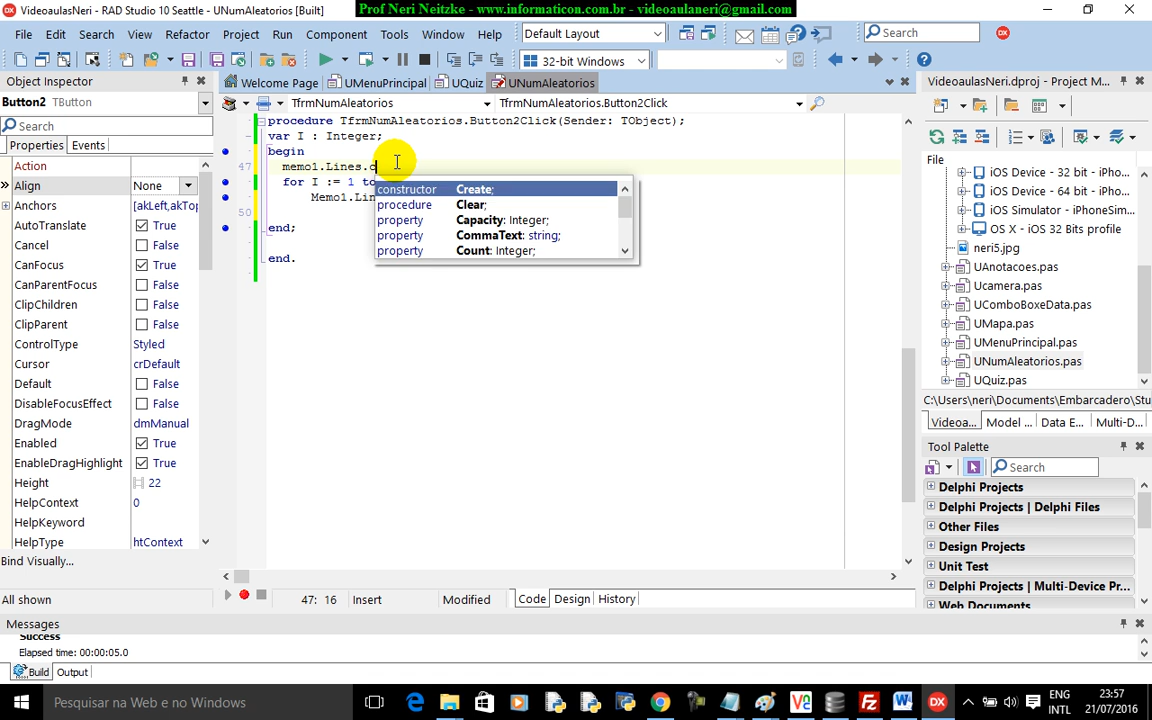 Prof Neri Neitzke - www.informaticon.com.br - videoaulaneri@gmail.com
VideoaulasNeri - RAD Studio 10 Seattle - UNumAleatorios [Built]
File Edit Search View Refactor Project Run Component Tools Window Help
Default Layout
Search
32-bit Windows
Object Inspector
Button2 TButton
Search
Properties Events
Action
Align None
Anchors [akLeft,akTop
AutoTranslate True
Cancel False
CanFocus True
CanParentFocus False
ClipChildren False
ClipParent False
ControlType Styled
Cursor crDefault
Default False
DisableFocusEffect False
DragMode dmManual
Enabled True
EnableDragHighlight True
Height 22
HelpContext 0
HelpKeyword
HelpType htContext
Bind Visually...
All shown
Welcome Page UMenuPrincipal UQuiz UNumAleatorios
TfrmNumAleatorios TfrmNumAleatorios.Button2Click
procedure TfrmNumAleatorios.Button2Click(Sender: TObject);
var I : Integer;
begin
47 memo1.Lines.c
for I := 1 to
Memo1.Lin
50
end;
end.
constructor Create;
procedure Clear;
property Capacity: Integer;
property CommaText: string;
property Count: Integer;
47: 16 Insert Modified Code Design History
VideoaulasNeri.dproj - Project M...
File
iOS Device - 32 bit - iPho...
iOS Device - 64 bit - iPho...
iOS Simulator - iPhoneSim...
OS X - iOS 32 Bits profile
neri5.jpg
UAnotacoes.pas
Ucamera.pas
UComboBoxData.pas
UMapa.pas
UMenuPrincipal.pas
UNumAleatorios.pas
UQuiz.pas
C:\Users\neri\Documents\Embarcadero\Stu
Videoa... Model ... Data E... Multi-D...
Tool Palette
Search
Delphi Projects
Delphi Projects | Delphi Files
Other Files
Design Projects
Unit Test
Delphi Projects | Multi-Device Pr...
Web Documents
Messages
Success
Elapsed time: 00:00:05.0
Build Output
Pesquisar na Web e no Windows
ENG
INTL
23:57
21/07/2016